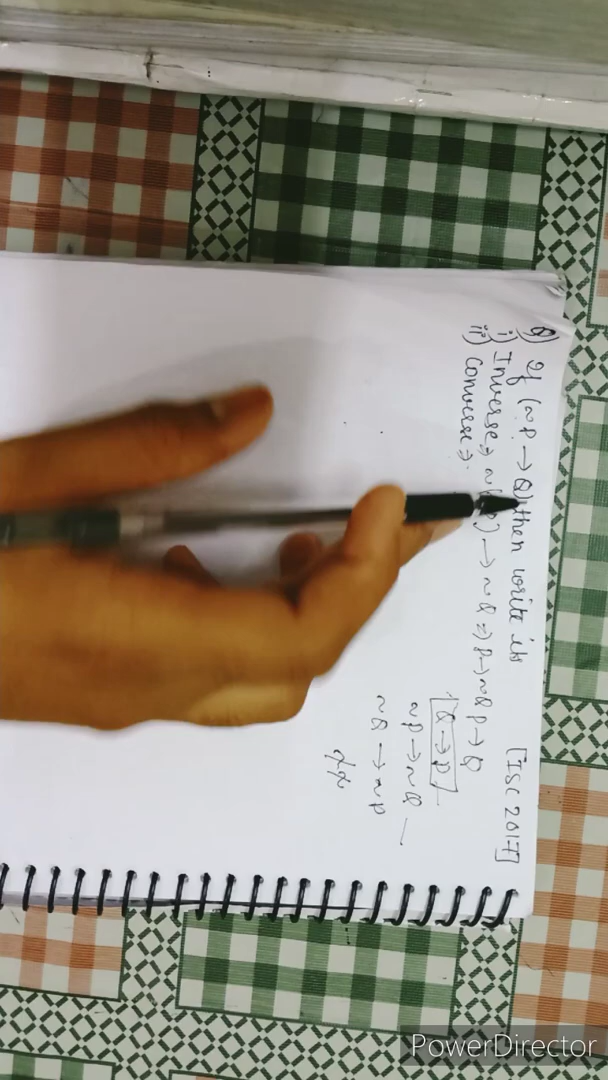 Q) If (~P → Q) then write its [ISC 2017]
i) Inverse ⇒ → ~Q ⇒ P → ~Q
ii) Converse ⇒
P → Q
Q → P
~P → ~Q
~Q → ~P
PowerDirector